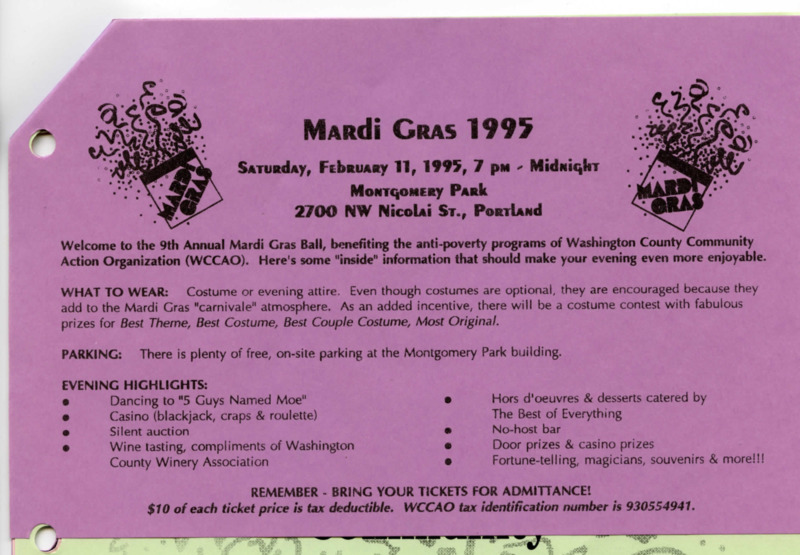 MARDI GRAS
MARDI GRAS
Mardi Gras 1995
Saturday, February 11, 1995, 7 pm - Midnight
Montgomery Park
2700 NW Nicolai St., Portland
Welcome to the 9th Annual Mardi Gras Ball, benefiting the anti-poverty programs of Washington County Community
Action Organization (WCCAO). Here's some "inside" information that should make your evening even more enjoyable.
WHAT TO WEAR: Costume or evening attire. Even though costumes are optional, they are encouraged because they
add to the Mardi Gras "carnivale" atmosphere. As an added incentive, there will be a costume contest with fabulous
prizes for Best Theme, Best Costume, Best Couple Costume, Most Original.
PARKING: There is plenty of free, on-site parking at the Montgomery Park building.
EVENING HIGHLIGHTS:
● Dancing to "5 Guys Named Moe"
● Casino (blackjack, craps & roulette)
● Silent auction
● Wine tasting, compliments of Washington
County Winery Association
● Hors d'oeuvres & desserts catered by
The Best of Everything
● No-host bar
● Door prizes & casino prizes
● Fortune-telling, magicians, souvenirs & more!!!
REMEMBER - BRING YOUR TICKETS FOR ADMITTANCE!
$10 of each ticket price is tax deductible. WCCAO tax identification number is 930554941.